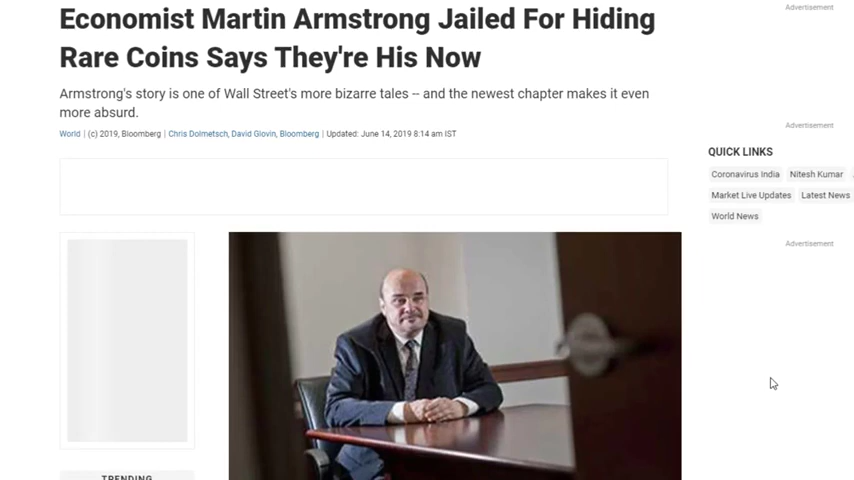 Economist Martin Armstrong Jailed For Hiding
Rare Coins Says They're His Now
Armstrong's story is one of Wall Street's more bizarre tales -- and the newest chapter makes it even
more absurd.
World | (c) 2019, Bloomberg | Chris Dolmetsch, David Glovin, Bloomberg | Updated: June 14, 2019 8:14 am IST
Advertisement
Advertisement
QUICK LINKS
Coronavirus India Nitesh Kumar
Market Live Updates Latest News
World News
Advertisement
TRENDING